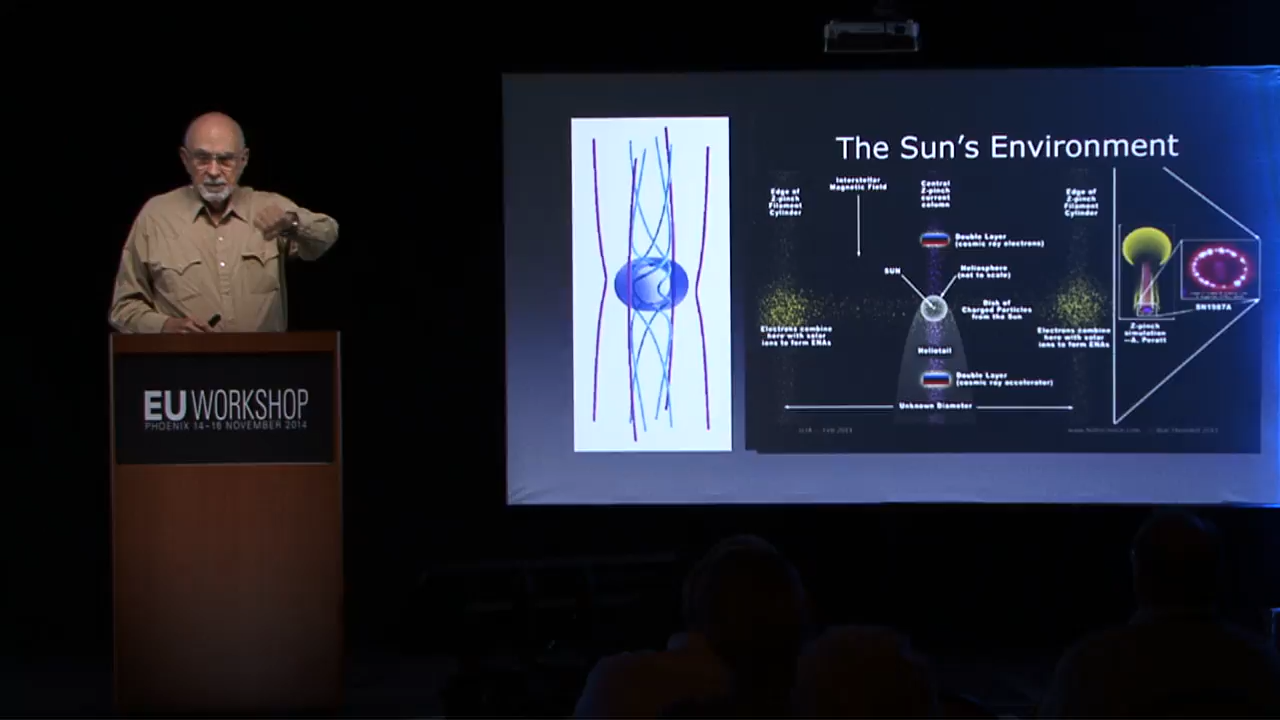 EU WORKSHOP
PHOENIX 14-16 NOVEMBER 2014
The Sun's Environment
Edge of
Z-pinch
Filament
Cylinder
Interstellar
Magnetic Field
Central
Z-pinch
current
column
Edge of
Z-pinch
Filament
Cylinder
Double Layer
(cosmic ray electrons)
SUN
Heliosphere
(not to scale)
Disk of
Charged Particles
from the Sun
Electrons combine
here with solar
ions to form ENAs
Electrons combine
here with solar
ions to form ENAs
Heliotail
Double Layer
(cosmic ray accelerator)
Unknown Diameter
SN1987A
Z-pinch
simulation
—A. Peratt